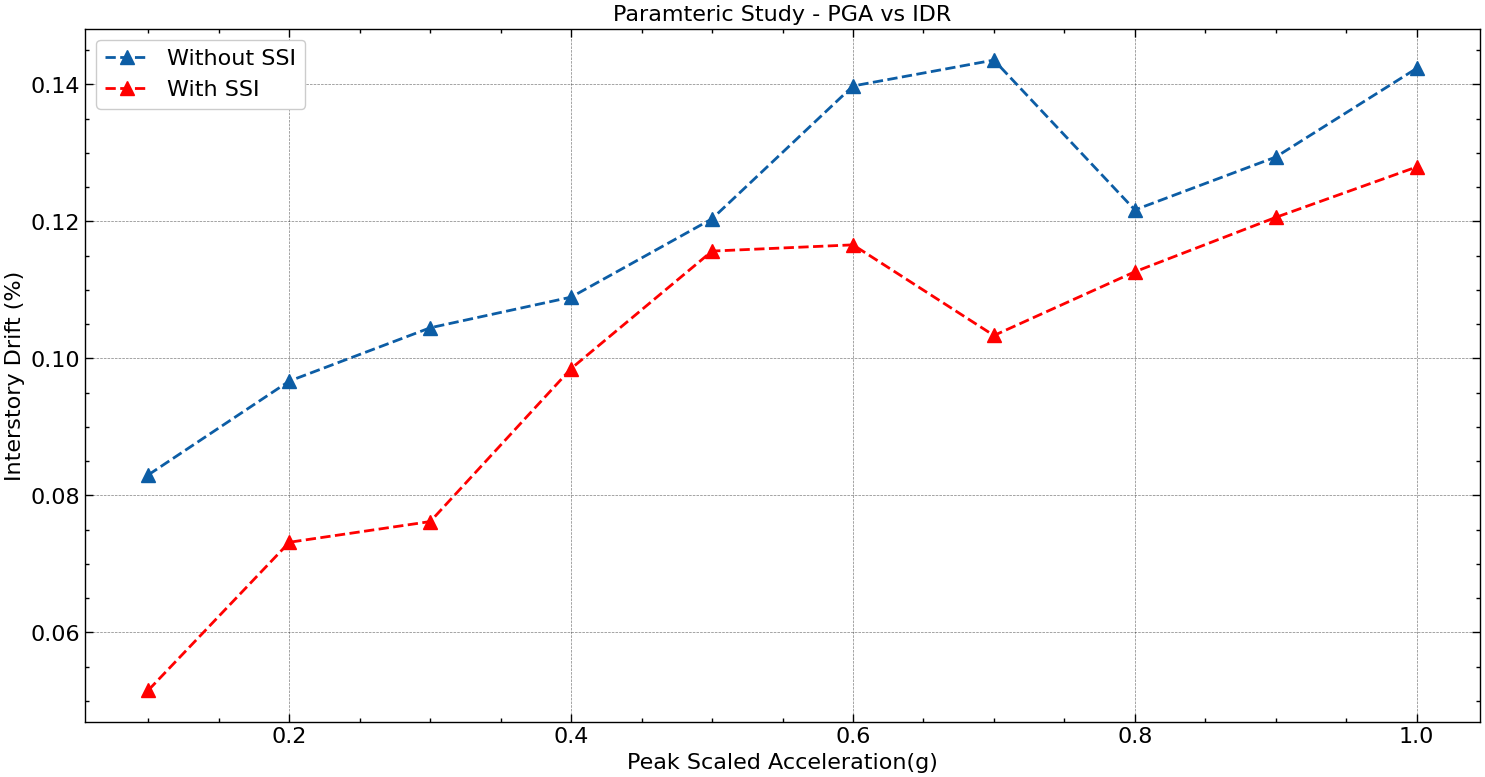 Paramteric Study - PGA vs IDR
Without SSI
With SSI
0.14
0.12
0.10
0.08
0.06
Interstory Drift (%)
0.2 0.4 0.6 0.8 1.0
Peak Scaled Acceleration(g)